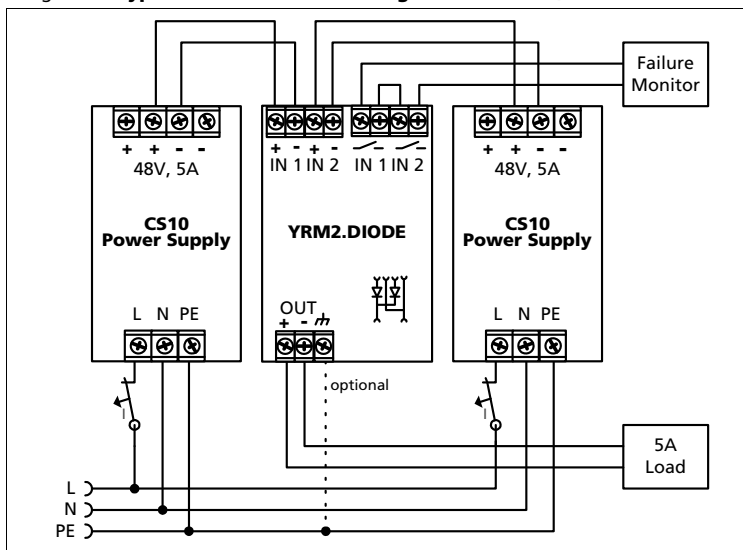 Failure
Monitor
+ + - -
48V, 5A
CS10
Power Supply
L N PE
+ - + -
IN 1 IN 2 IN 1 IN 2
YRM2.DIODE
OUT
+ -
optional
+ + - -
48V, 5A
CS10
Power Supply
L N PE
I
I
5A
Load
L
N
PE